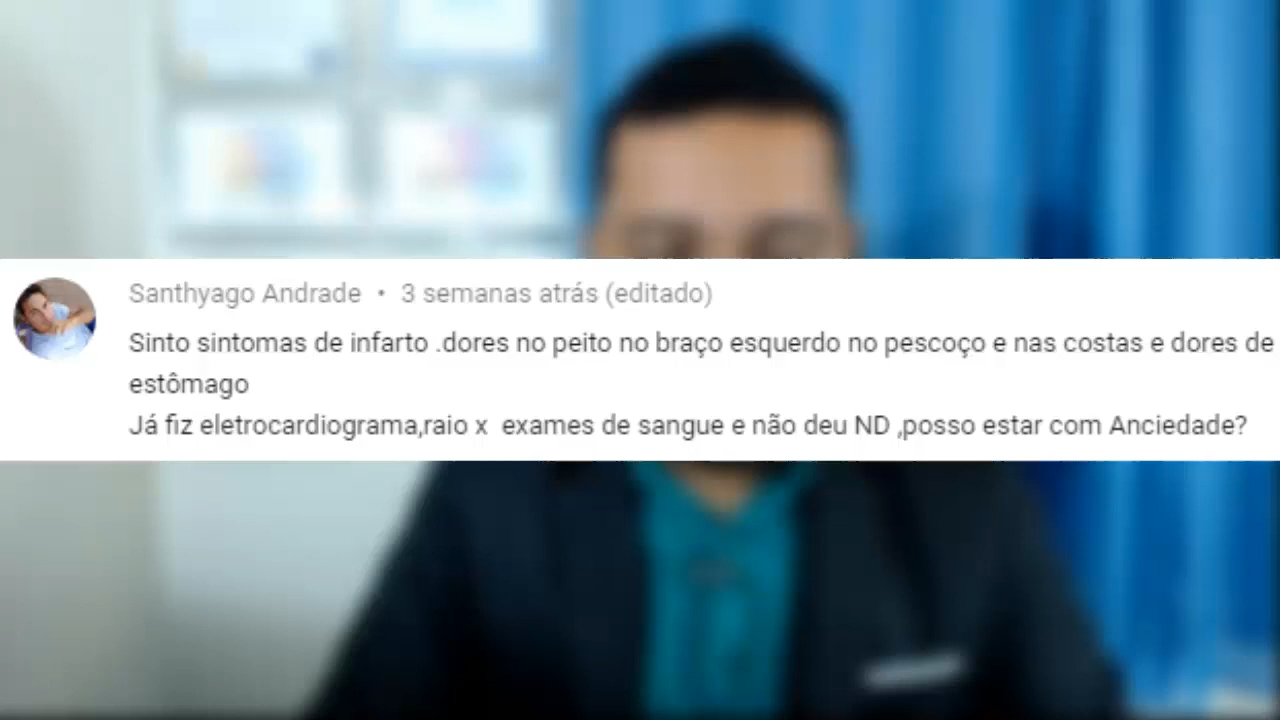 Santhyago Andrade • 3 semanas atrás (editado)
Sinto sintomas de infarto .dores no peito no braço esquerdo no pescoço e nas costas e dores de
estômago
Já fiz eletrocardiograma,raio x  exames de sangue e não deu ND ,posso estar com Anciedade?